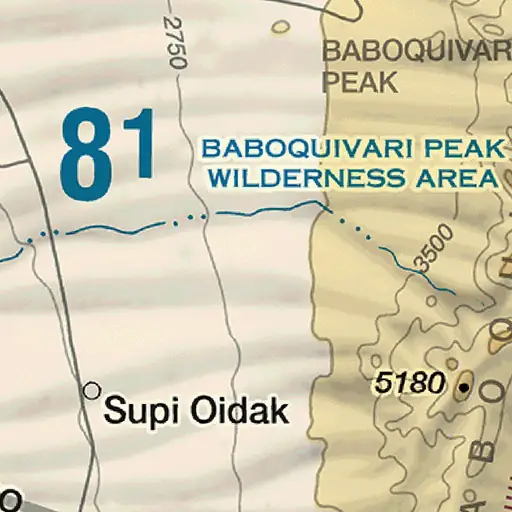 2750
BABOQUIVARI
PEAK
81
BABOQUIVARI PEAK
WILDERNESS AREA
3500
5180
Supi Oidak
O
B
O